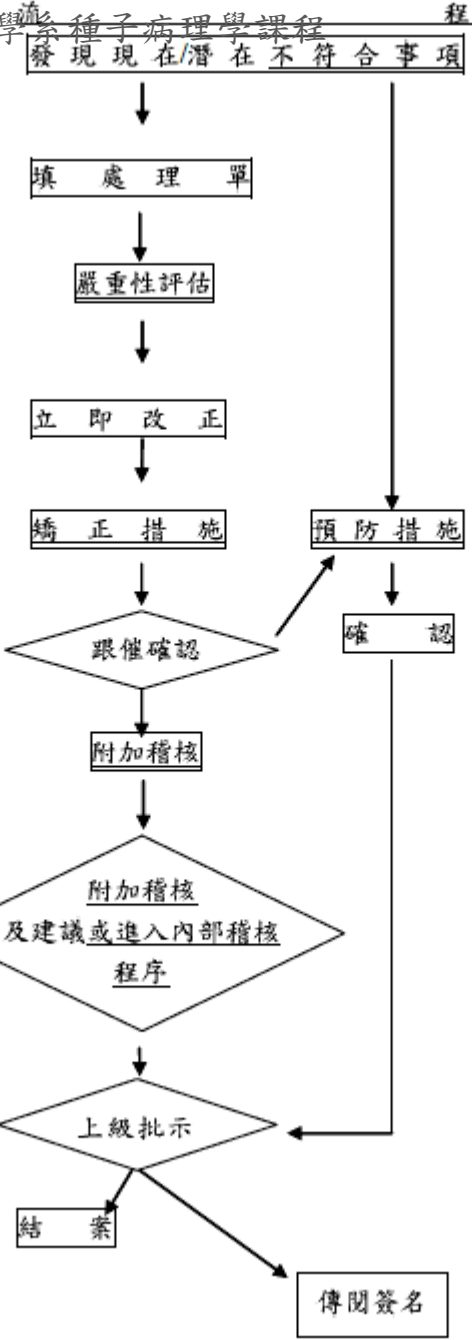 流 程
學系種子病理學課程
發現現在/潛在不符合事項
填處理單
嚴重性評估
立即改正
矯正措施
預防措施
跟催確認
確認
附加稽核
附加稽核
及建議或進入內部稽核
程序
上級批示
結案
傳閱簽名